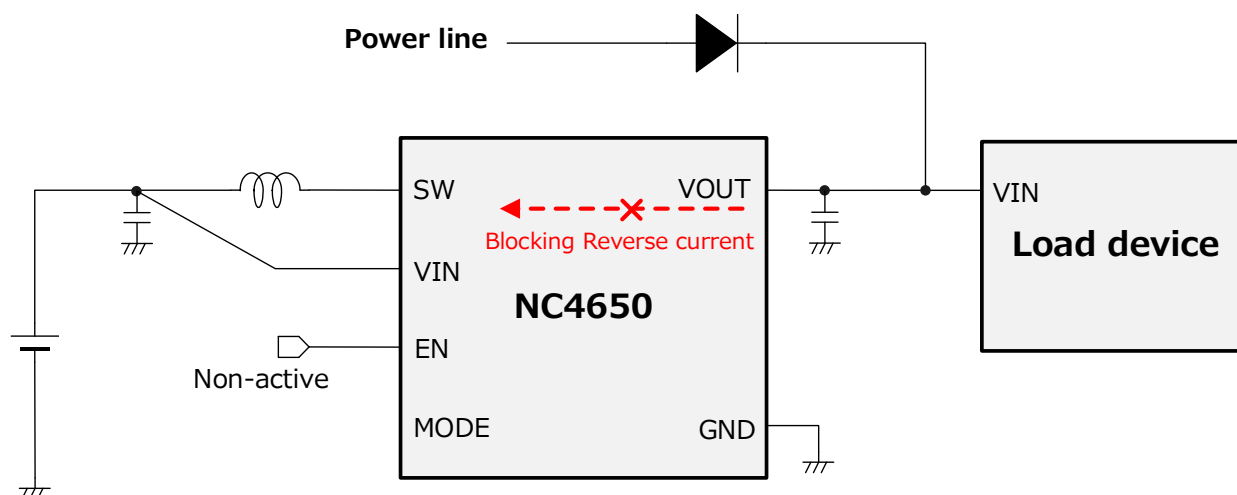 Power line
SW
VOUT
VIN
Blocking Reverse current
Load device
VIN
NC4650
EN
Non-active
MODE
GND